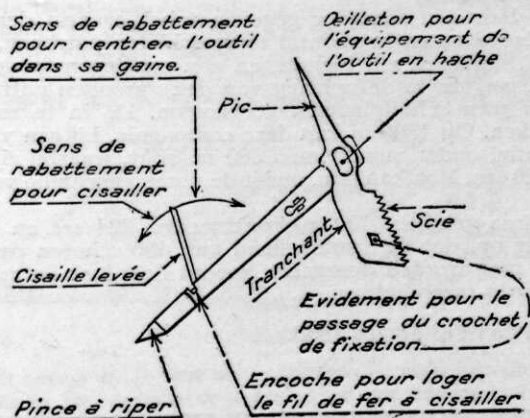 Sens de rabattement
pour rentrer l'outil
dans sa gaine.
Œilleton pour
l'équipement de
l'outil en hache
Pic
Sens de
rabattement
pour cisailler
Scie
Cisaille levée
Tranchant
Evidement pour le
passage du crochet
de fixation
Encoche pour loger
le fil de fer à cisailler
Pince à riper